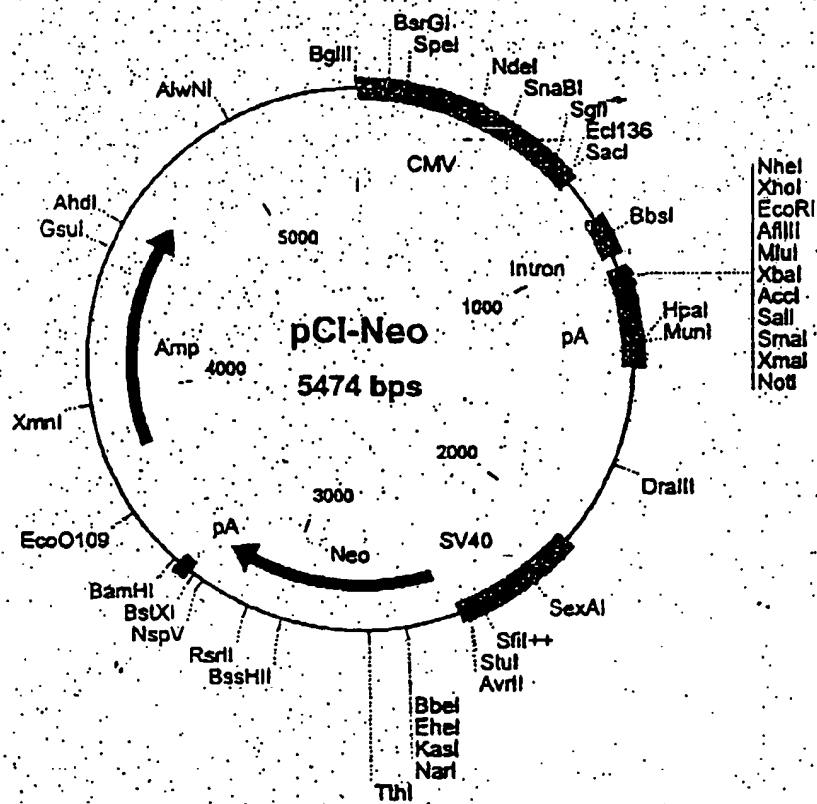 BsrGI
SpeI
BglII
NdeI
SnaBI
SgfI
Ecl136
SacI
AlwNI
CMV
NheI
XhoI
EcoRI
AflIII
MluI
XbaI
AccI
SalI
SmaI
XmaI
NotI
BbsI
AhdI
GsuI
5000
Intron
1000
HpaI
MunI
pA
pCI-Neo
5474 bps
Amp
4000
XmnI
2000
DraIII
3000
EcoO109
pA
Neo
SV40
BamHI
BstXI
NspV
SexAI
RsrII
BssHII
SfiI++
StuI
AvrII
BbeI
EheI
KasI
NarI
TthI